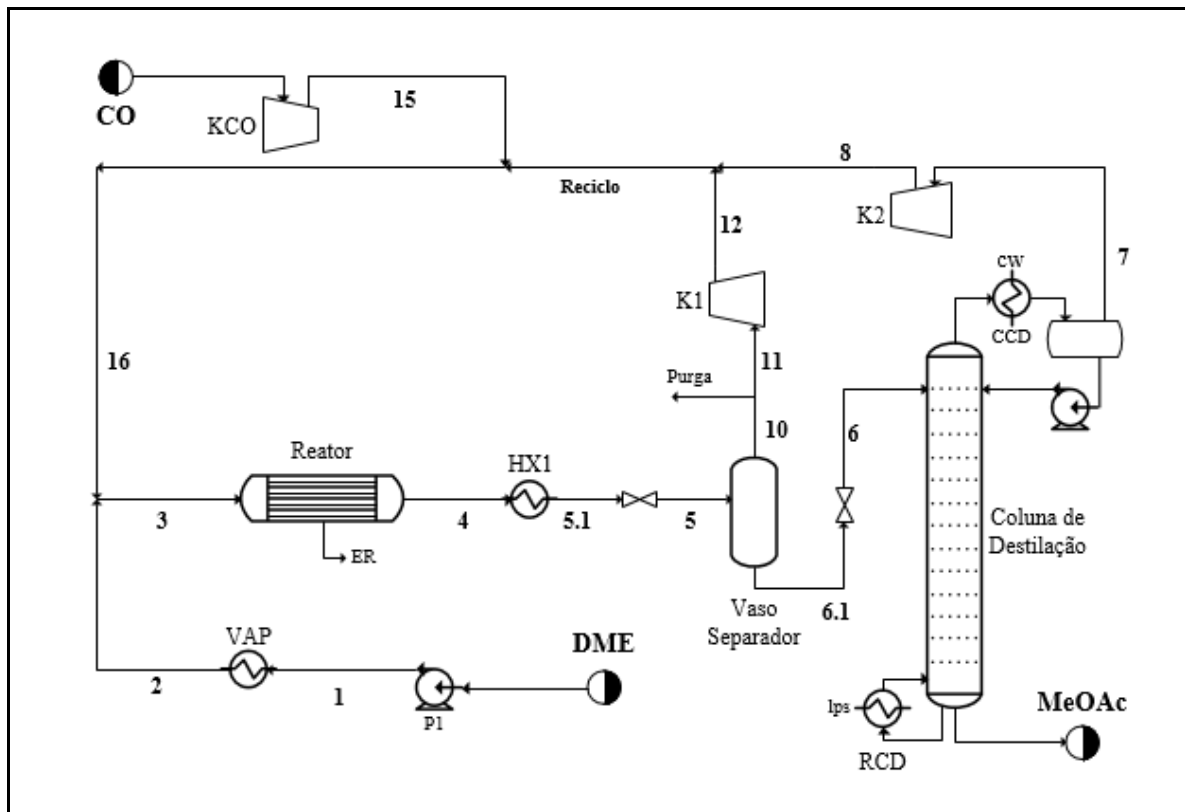 CO
KCO
15
8
Reciclo
K2
12
7
CW
K1
CCD
11
16
Purga
10
6
Reator
HX1
3
4
5.1
5
Coluna de
Destilação
ER
Vaso
Separador
6.1
VAP
DME
2
1
P1
lps
RCD
MeOAc